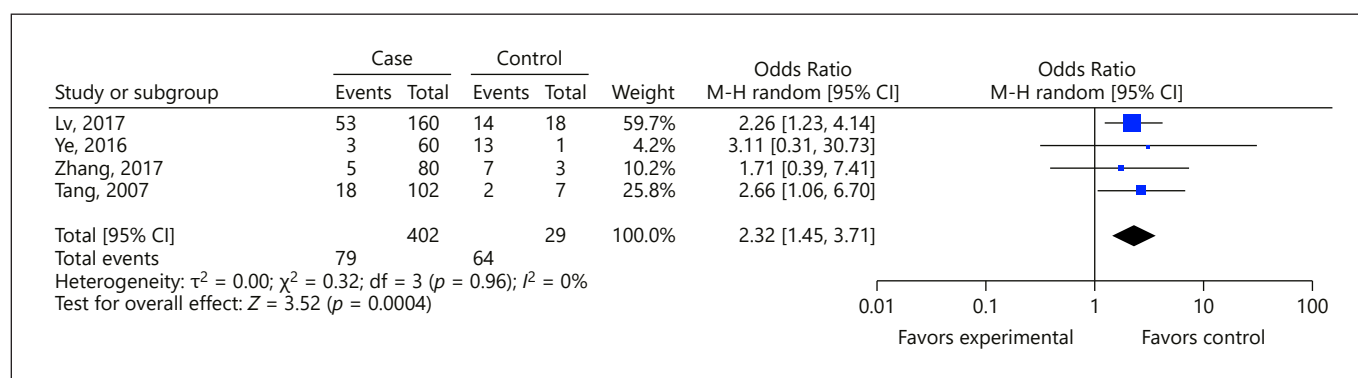 Case Control
Odds Ratio Odds Ratio
Study or subgroup Events Total Events Total Weight M-H random [95% CI] M-H random [95% CI]
Lv, 2017 53 160 14 18 59.7% 2.26 [1.23, 4.14]
Ye, 2016 3 60 13 1 4.2% 3.11 [0.31, 30.73]
Zhang, 2017 5 80 7 3 10.2% 1.71 [0.39, 7.41]
Tang, 2007 18 102 2 7 25.8% 2.66 [1.06, 6.70]
Total [95% CI] 402 29 100.0% 2.32 [1.45, 3.71]
Total events 79 64
Heterogeneity: τ² = 0.00; χ² = 0.32; df = 3 (p = 0.96); I² = 0%
Test for overall effect: Z = 3.52 (p = 0.0004)
0.01 0.1 1 10 100
Favors experimental Favors control